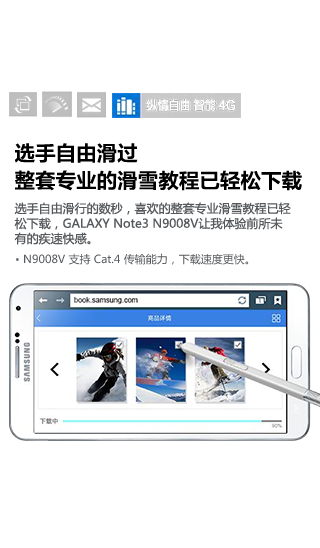 纵情自由 智能 4G
选手自由滑过
整套专业的滑雪教程已轻松下载
选手自由滑行的数秒，喜欢的整套专业滑雪教程已轻
松下载，GALAXY Note3 N9008V让我体验前所未
有的疾速快感。
• N9008V 支持 Cat.4 传输能力，下载速度更快。
book.samsung.com
商品详情
SAMSUNG
下载中
90%